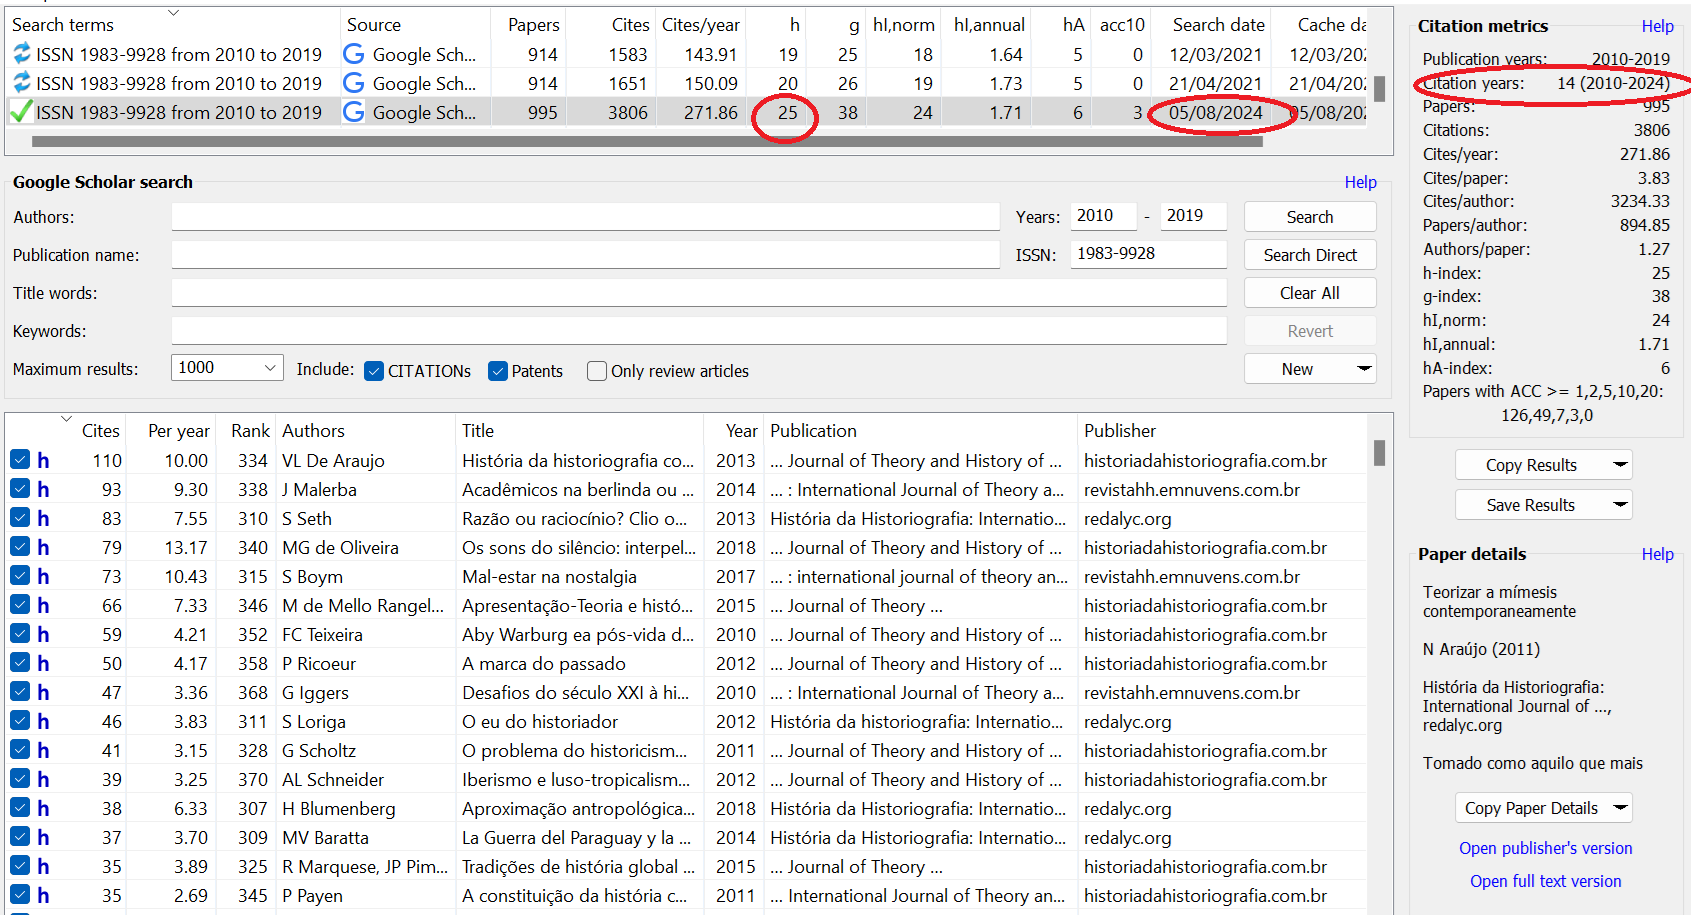 Search terms Source Papers Cites Cites/year h g hI,norm hI,annual hA acc10 Search date Cache da
ISSN 1983-9928 from 2010 to 2019 Google Sch... 914 1583 143.91 19 25 18 1.64 5 0 12/03/2021 12/03/202
ISSN 1983-9928 from 2010 to 2019 Google Sch... 914 1651 150.09 20 26 19 1.73 5 0 21/04/2021 21/04/202
ISSN 1983-9928 from 2010 to 2019 Google Sch... 995 3806 271.86 25 38 24 1.71 6 3 05/08/2024 05/08/202
Google Scholar search Help
Authors: Years: 2010 - 2019 Search
Publication name: ISSN: 1983-9928 Search Direct
Title words: Clear All
Keywords: Revert
Maximum results: 1000 Include: CITATIONs Patents Only review articles New
Cites Per year Rank Authors Title Year Publication Publisher
h 110 10.00 334 VL De Araujo História da historiografia co... 2013 ... Journal of Theory and History of ... historiadahistoriografia.com.br
h 93 9.30 338 J Malerba Acadêmicos na berlinda ou ... 2014 ... : International Journal of Theory a... revistahh.emnuvens.com.br
h 83 7.55 310 S Seth Razão ou raciocínio? Clio o... 2013 História da Historiografia: Internatio... redalyc.org
h 79 13.17 340 MG de Oliveira Os sons do silêncio: interpel... 2018 ... Journal of Theory and History of ... historiadahistoriografia.com.br
h 73 10.43 315 S Boym Mal-estar na nostalgia 2017 ... : international journal of theory an... revistahh.emnuvens.com.br
h 66 7.33 346 M de Mello Rangel... Apresentação-Teoria e histó... 2015 ... Journal of Theory ... historiadahistoriografia.com.br
h 59 4.21 352 FC Teixeira Aby Warburg ea pós-vida d... 2010 ... Journal of Theory and History of ... historiadahistoriografia.com.br
h 50 4.17 358 P Ricoeur A marca do passado 2012 ... Journal of Theory and History of ... historiadahistoriografia.com.br
h 47 3.36 368 G Iggers Desafios do século XXI à hi... 2010 ... : International Journal of Theory a... revistahh.emnuvens.com.br
h 46 3.83 311 S Loriga O eu do historiador 2012 História da historiografia: Internatio... redalyc.org
h 41 3.15 328 G Scholtz O problema do historicism... 2011 ... Journal of Theory and History of ... historiadahistoriografia.com.br
h 39 3.25 370 AL Schneider Iberismo e luso-tropicalism... 2012 ... Journal of Theory and History of ... historiadahistoriografia.com.br
h 38 6.33 307 H Blumenberg Aproximação antropológica... 2018 História da Historiografia: Internatio... redalyc.org
h 37 3.70 309 MV Baratta La Guerra del Paraguay y la ... 2014 História da Historiografia: Internatio... redalyc.org
h 35 3.89 325 R Marquese, JP Pim... Tradições de história global ... 2015 ... Journal of Theory ... historiadahistoriografia.com.br
h 35 2.69 345 P Payen A constituição da história c... 2011 ... International Journal of Theory and ... historiadahistoriografia.com.br
Citation metrics Help
Publication years: 2010-2019
Citation years: 14 (2010-2024)
Papers: 995
Citations: 3806
Cites/year: 271.86
Cites/paper: 3.83
Cites/author: 3234.33
Papers/author: 894.85
Authors/paper: 1.27
h-index: 25
g-index: 38
hI,norm: 24
hI,annual: 1.71
hA-index: 6
Papers with ACC >= 1,2,5,10,20:
126,49,7,3,0
Copy Results
Save Results
Paper details Help
Teorizar a mímesis
contemporaneamente
N Araújo (2011)
História da Historiografia:
International Journal of ...,
redalyc.org
Tomado como aquilo que mais
Copy Paper Details
Open publisher's version
Open full text version